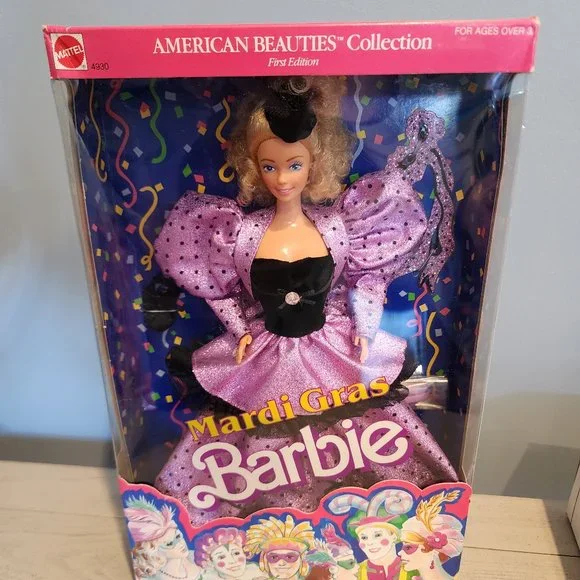 MATTEL
4930
AMERICAN BEAUTIES™ Collection
First Edition
FOR AGES OVER 3
Mardi Gras
Barbie